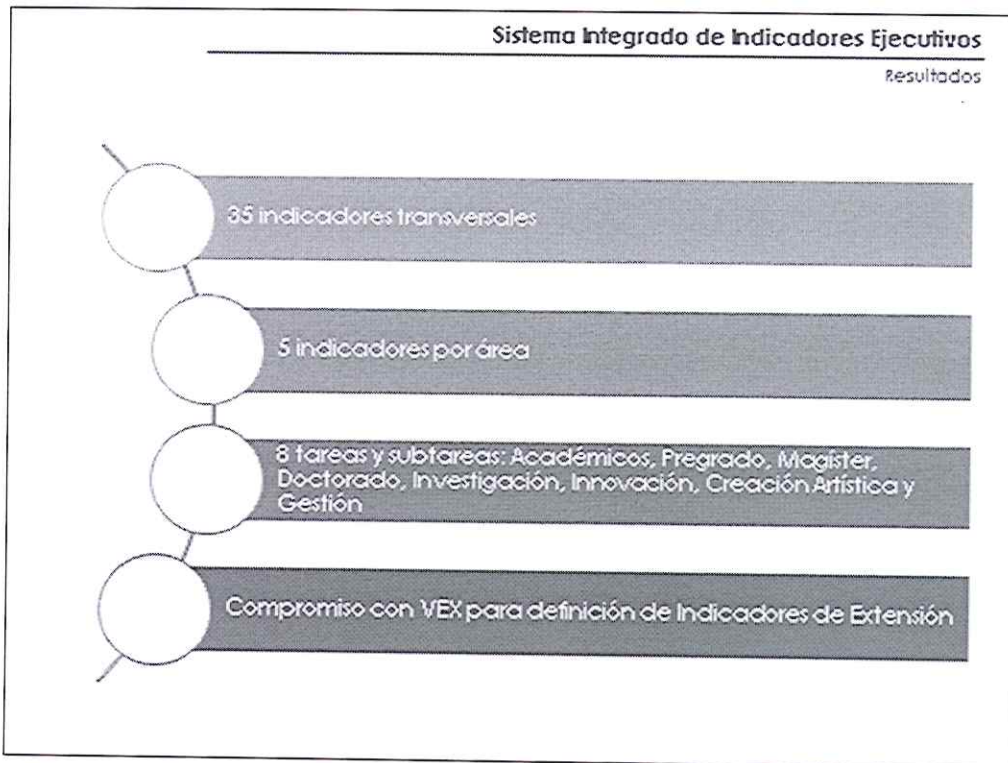 Sistema Integrado de Indicadores Ejecutivos
Resultados
35 indicadores transversales
5 indicadores por área
8 tareas y subtareas: Académicos, Pregrado, Magíster,
Doctorado, Investigación, Innovación, Creación Artística y
Gestión
Compromiso con VEX para definición de Indicadores de Extensión